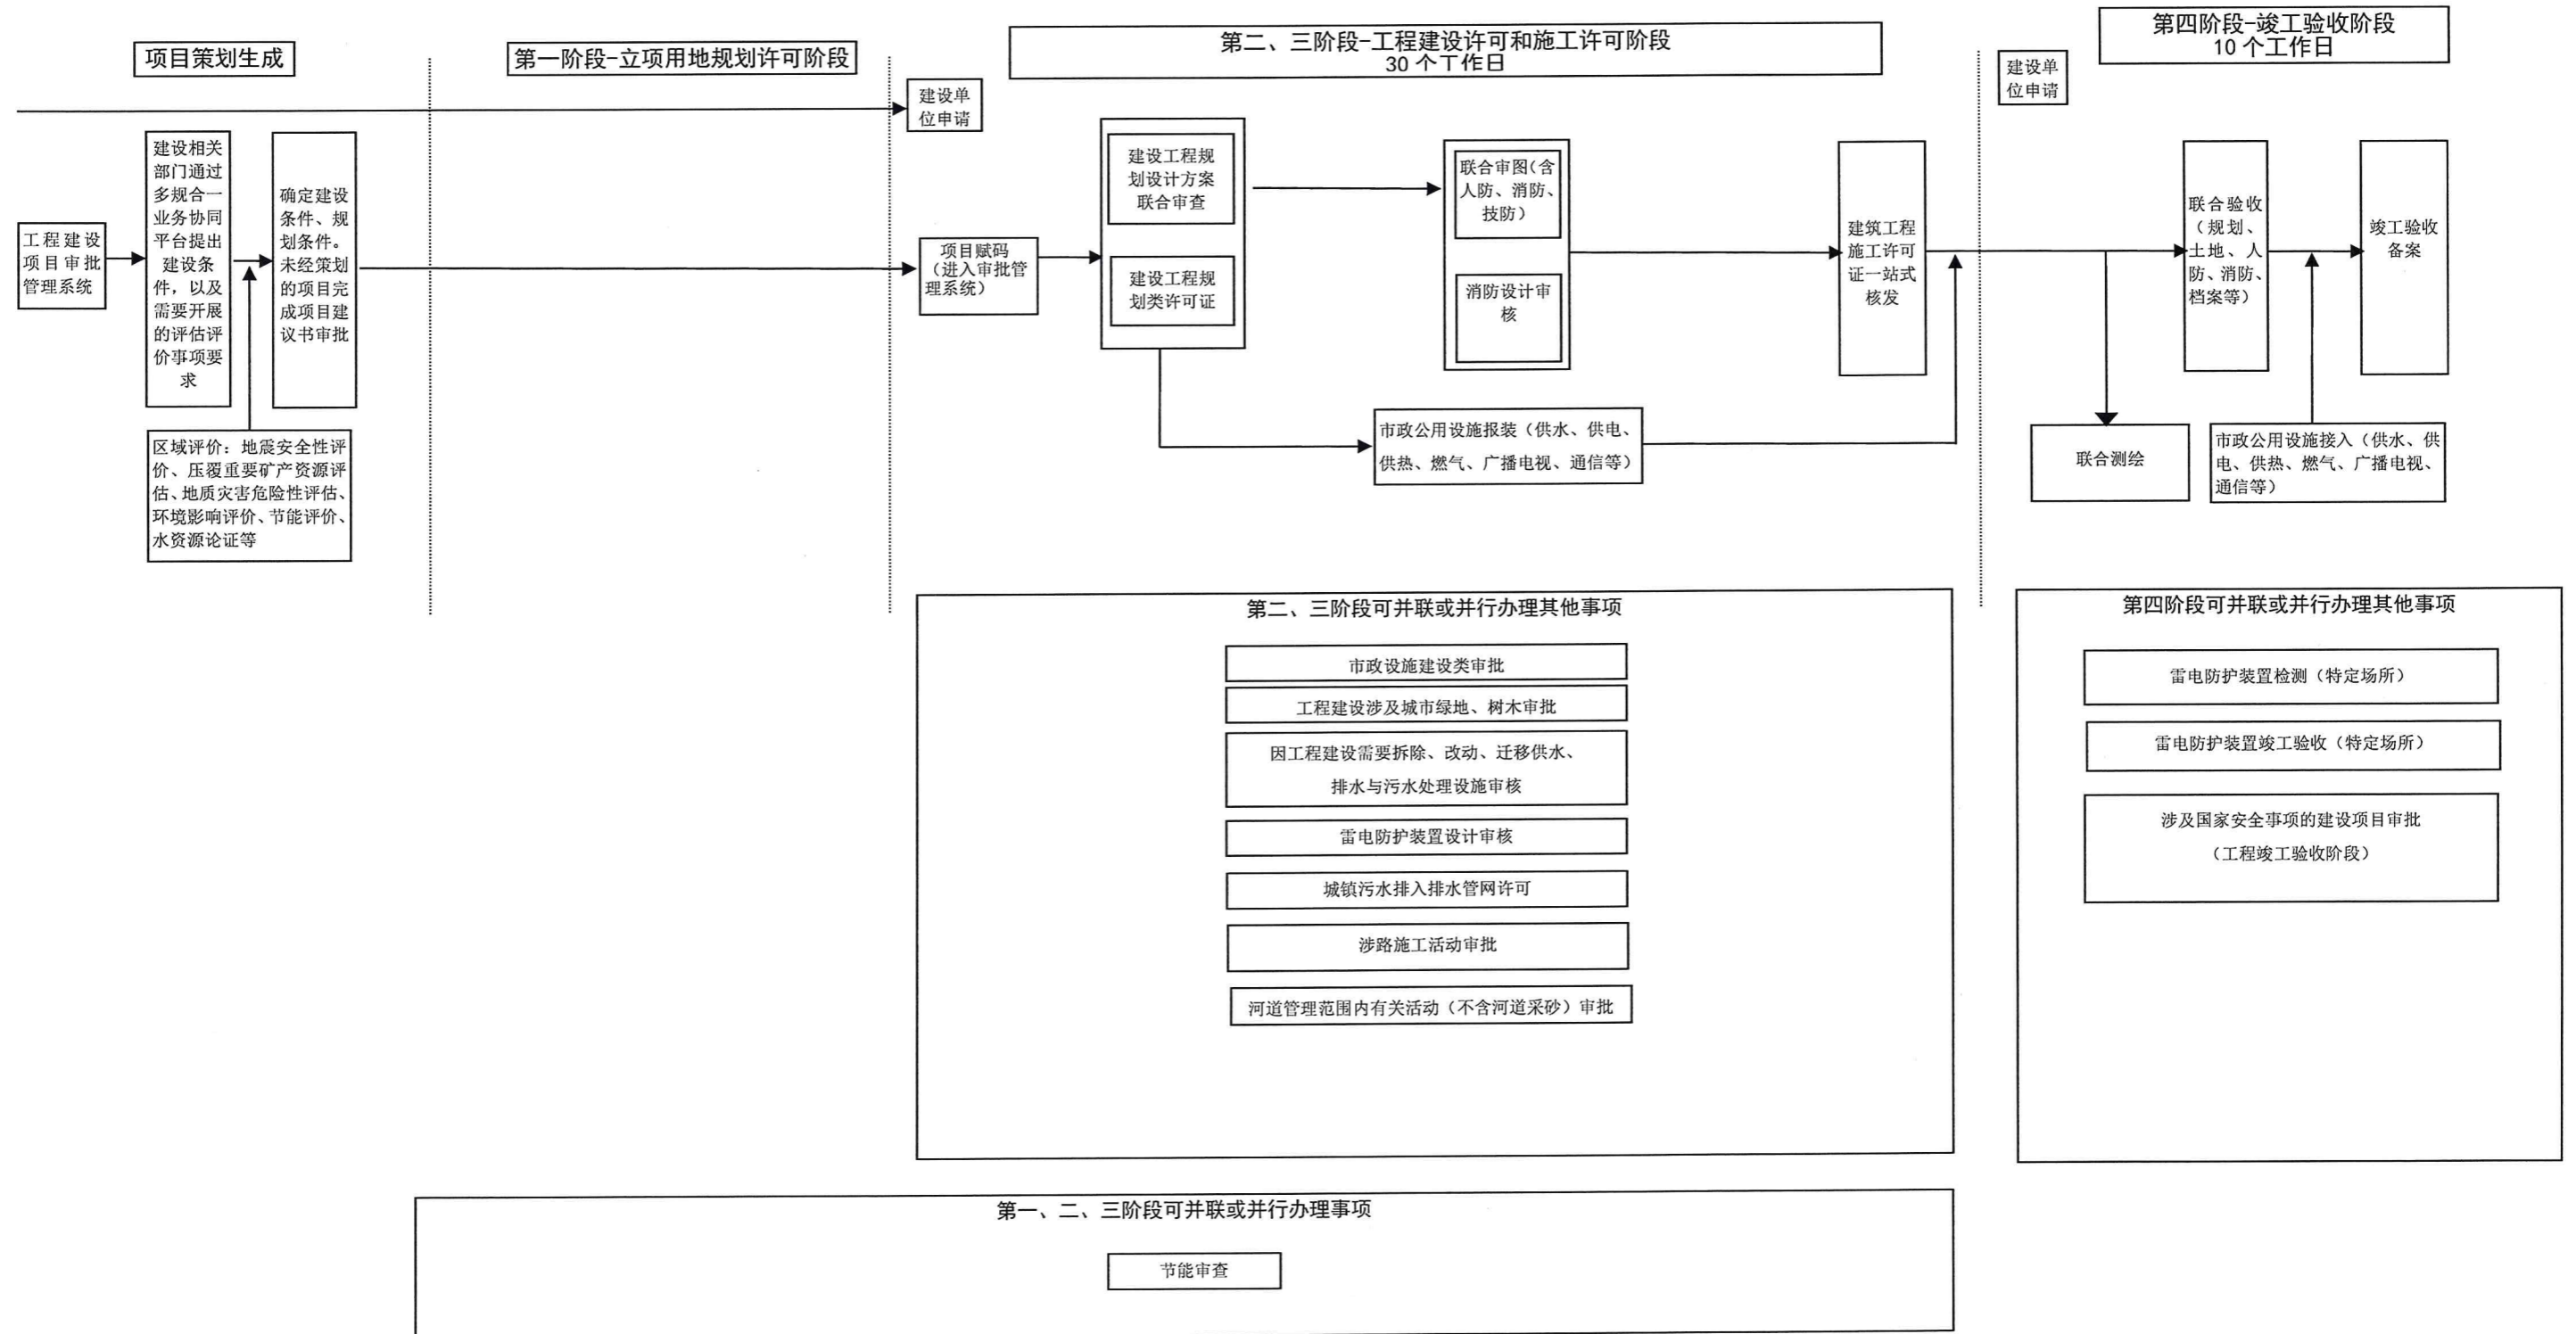 项目策划生成
第一阶段-立项用地规划许可阶段
第二、三阶段-工程建设许可和施工许可阶段
30 个工作日
第四阶段-竣工验收阶段
10 个工作日
建设单
位申请
建设单
位申请
工程建设
项目审批
管理系统
建设相关
部门通过
多规合一
业务协同
平台提出
建设条
件，以及
需要开展
的评估评
价事项要
求
确定建设
条件、规
划条件。
未经策划
的项目完
成项目建
议书审批
区域评价：地震安全性评
价、压覆重要矿产资源评
估、地质灾害危险性评估、
环境影响评价、节能评价、
水资源论证等
项目赋码
（进入审批管
理系统）
建设工程规
划设计方案
联合审查
建设工程规
划类许可证
联合审图（含
人防、消防、
技防）
消防设计审
核
市政公用设施报装（供水、供电、
供热、燃气、广播电视、通信等）
建筑工程
施工许可
证一站式
核发
联合验收
（规划、
土地、人
防、消防、
档案等）
竣工验收
备案
联合测绘
市政公用设施接入（供水、供
电、供热、燃气、广播电视、
通信等）
第二、三阶段可并联或并行办理其他事项
市政设施建设类审批
工程建设涉及城市绿地、树木审批
因工程建设需要拆除、改动、迁移供水、
排水与污水处理设施审核
雷电防护装置设计审核
城镇污水排入排水管网许可
涉路施工活动审批
河道管理范围内有关活动（不含河道采砂）审批
第四阶段可并联或并行办理其他事项
雷电防护装置检测（特定场所）
雷电防护装置竣工验收（特定场所）
涉及国家安全事项的建设项目审批
（工程竣工验收阶段）
第一、二、三阶段可并联或并行办理事项
节能审查